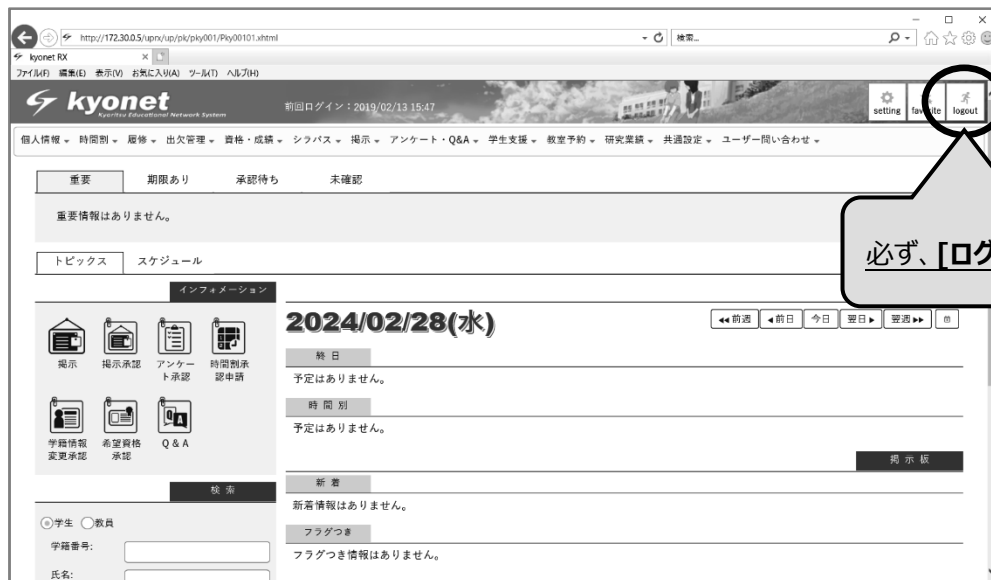 http://172.30.0.5/uprx/up/pk/pky001/Pky00101.xhtml
検索...
kyonet RX
ファイル(F) 編集(E) 表示(V) お気に入り(A) ツール(T) ヘルプ(H)
kyonet
Kyoritsu Educational Network System
前回ログイン：2019/02/13 15:47
setting favorite logout
個人情報 時間割 履修 出欠管理 資格・成績 シラバス 掲示 アンケート・Q&A 学生支援 教室予約 研究業績 共通設定 ユーザー問い合わせ
重要 期限あり 承認待ち 未確認
重要情報はありません。
必ず、[ログ
トピックス スケジュール
インフォメーション
掲示
掲示承認
アンケート承認
時間割承認申請
学籍情報変更承認
希望資格承認
Q & A
2024/02/28(水)
前週 前日 今日 翌日 翌週
終日
予定はありません。
時間別
予定はありません。
掲示板
新着
新着情報はありません。
フラグつき
フラグつき情報はありません。
検索
学生 教員
学籍番号:
氏名: